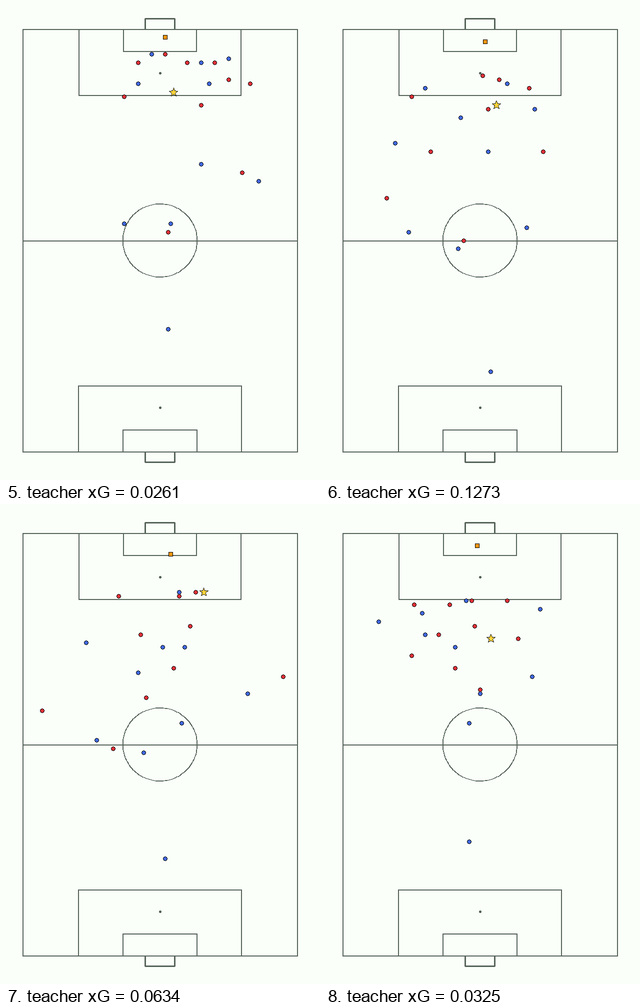 5. teacher xG = 0.0261
6. teacher xG = 0.1273
7. teacher xG = 0.0634
8. teacher xG = 0.0325